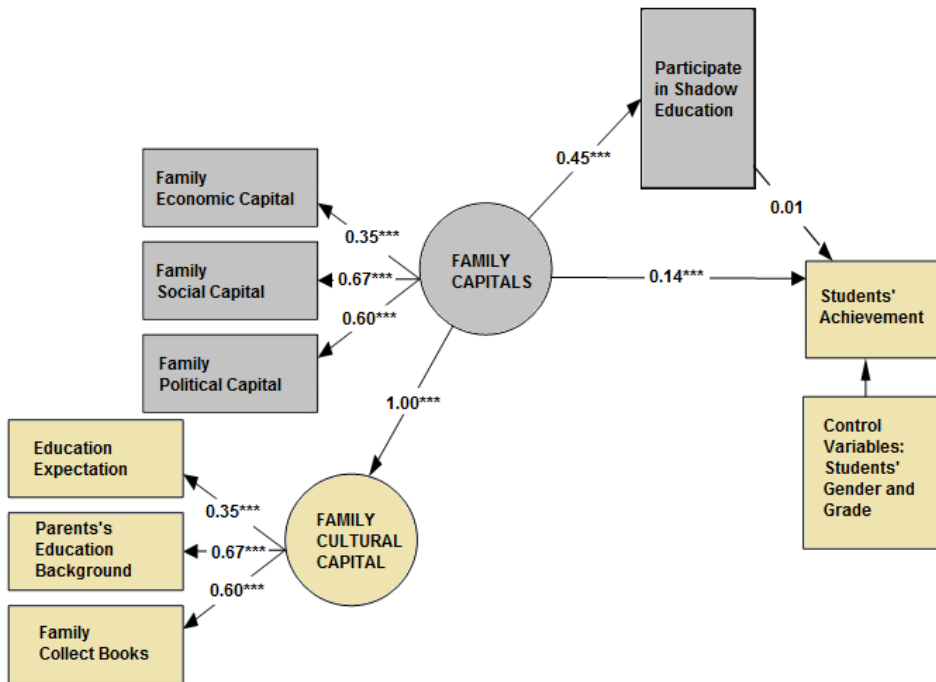 Participate
in Shadow
Education
0.45***
Family
Economic Capital
0.01
0.35***
Family
Social Capital
0.67***
FAMILY
CAPITALS
0.14***
Students'
Achievement
0.60***
Family
Political Capital
1.00***
Control
Variables:
Students'
Gender and
Grade
Education
Expectation
0.35***
Parents's
Education
Background
0.67***
FAMILY
CULTURAL
CAPITAL
0.60***
Family
Collect Books